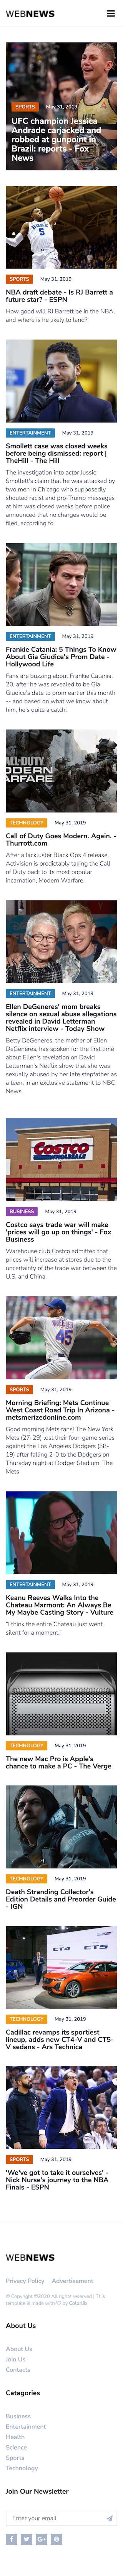 WEBNEWS
SPORTS May 31, 2019
UFC champion Jessica
Andrade carjacked and
robbed at gunpoint in
Brazil: reports - Fox
News
DUKE
5
SPORTS May 31, 2019
NBA draft debate - Is RJ Barrett a
future star? - ESPN
How good will RJ Barrett be in the NBA,
and where is he likely to land?
ENTERTAINMENT May 31, 2019
Smollett case was closed weeks
before being dismissed: report |
TheHill - The Hill
The investigation into actor Jussie
Smollett's claim that he was attacked by
two men in Chicago who supposedly
shouted racist and pro-Trump messages
at him was closed weeks before police
announced that no charges would be
filed, according to
ENTERTAINMENT May 31, 2019
Frankie Catania: 5 Things To Know
About Gia Giudice's Prom Date -
Hollywood Life
Fans are buzzing about Frankie Catania,
20, after he was revealed to be Gia
Giudice's date to prom earlier this month
-- and based on what we know about
him, he's quite a catch!
CALL OF DUTY
MODERN
WARFARE
TECHNOLOGY May 31, 2019
Call of Duty Goes Modern. Again. -
Thurrott.com
After a lackluster Black Ops 4 release,
Activision is predictably taking the Call
of Duty back to its most popular
incarnation, Modern Warfare.
ENTERTAINMENT May 31, 2019
Ellen DeGeneres' mom breaks
silence on sexual abuse allegations
revealed in David Letterman
Netflix interview - Today Show
Betty DeGeneres, the mother of Ellen
DeGeneres, has spoken for the first time
about Ellen's revelation on David
Letterman's Netflix show that she was
sexually abused by her late stepfather as
a teen, in an exclusive statement to NBC
News.
COSTCO
WHOLESALE
BUSINESS May 31, 2019
Costco says trade war will make
'prices will go up on things' - Fox
Business
Warehouse club Costco admitted that
prices will increase at stores due to the
uncertainty of the trade war between the
U.S. and China.
45
SPORTS May 31, 2019
Morning Briefing: Mets Continue
West Coast Road Trip In Arizona -
metsmerizedonline.com
Good morning Mets fans! The New York
Mets (27-29) lost their four-game series
against the Los Angeles Dodgers (38-
19) after falling 2-0 to the Dodgers on
Thursday night at Dodger Stadium. The
Mets
ENTERTAINMENT May 31, 2019
Keanu Reeves Walks Into the
Chateau Marmont: An Always Be
My Maybe Casting Story - Vulture
“I think the entire Chateau just went
silent for a moment.”
TECHNOLOGY May 31, 2019
The new Mac Pro is Apple's
chance to make a PC - The Verge
TECHNOLOGY May 31, 2019
Death Stranding Collector's
Edition Details and Preorder Guide
- IGN
CT4 CT5
TECHNOLOGY May 31, 2019
Cadillac revamps its sportiest
lineup, adds new CT4-V and CT5-
V sedans - Ars Technica
SPORTS May 31, 2019
'We've got to take it ourselves' -
Nick Nurse's journey to the NBA
Finals - ESPN
WEBNEWS
Privacy Policy Advertisement
© Copyright ©2020 All rights reserved | This
template is made with ♡ by Colorlib
About Us
About Us
Join Us
Contacts
Catagories
Business
Entertainment
Health
Science
Sports
Technology
Join Our Newsletter
Enter your email